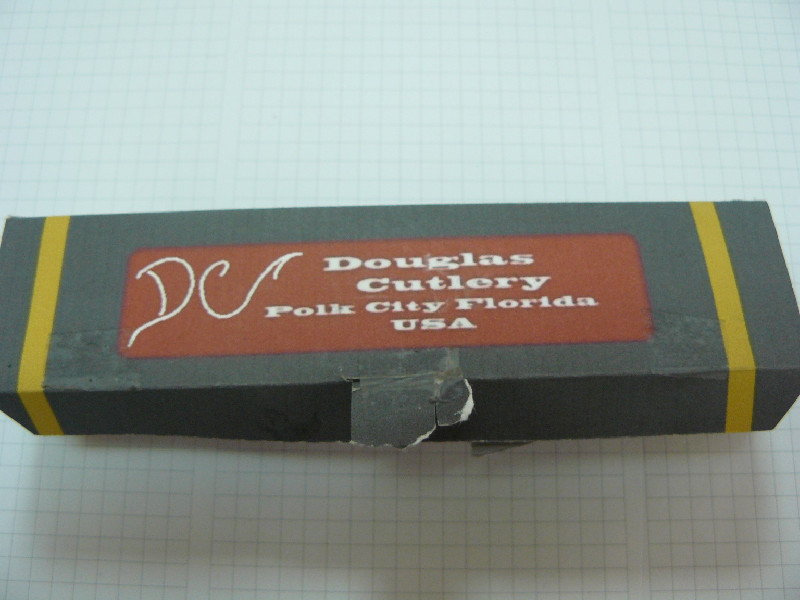 DC
Douglas
Cutlery
Polk City Florida
USA